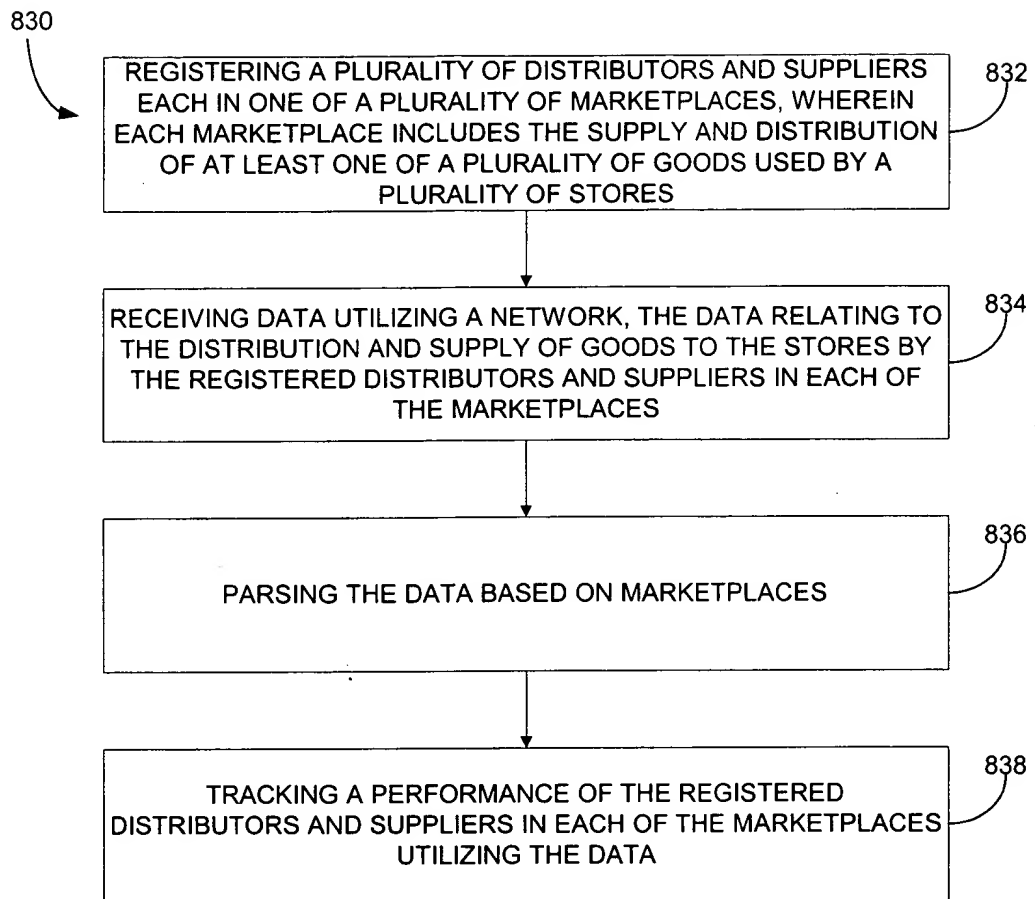 830
REGISTERING A PLURALITY OF DISTRIBUTORS AND SUPPLIERS
EACH IN ONE OF A PLURALITY OF MARKETPLACES, WHEREIN
EACH MARKETPLACE INCLUDES THE SUPPLY AND DISTRIBUTION
OF AT LEAST ONE OF A PLURALITY OF GOODS USED BY A
PLURALITY OF STORES
832
RECEIVING DATA UTILIZING A NETWORK, THE DATA RELATING TO
THE DISTRIBUTION AND SUPPLY OF GOODS TO THE STORES BY
THE REGISTERED DISTRIBUTORS AND SUPPLIERS IN EACH OF
THE MARKETPLACES
834
PARSING THE DATA BASED ON MARKETPLACES
836
TRACKING A PERFORMANCE OF THE REGISTERED
DISTRIBUTORS AND SUPPLIERS IN EACH OF THE MARKETPLACES
UTILIZING THE DATA
838